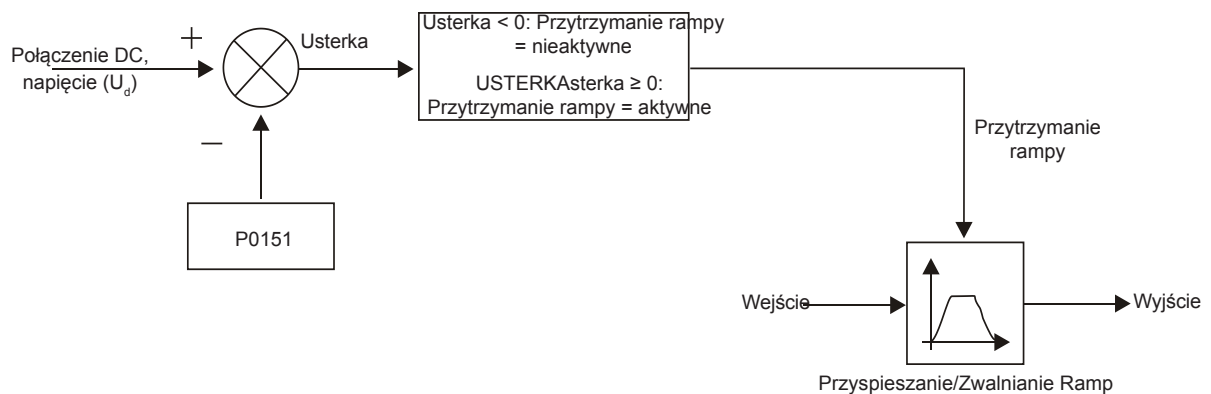 Połączenie DC,
napięcie (Ud)
+
Usterka
Usterka < 0: Przytrzymanie rampy
= nieaktywne
USTERKAsterka ≥ 0:
Przytrzymanie rampy = aktywne
—
P0151
Przytrzymanie
rampy
Wejście
Wyjście
Przyspieszanie/Zwalnianie Ramp